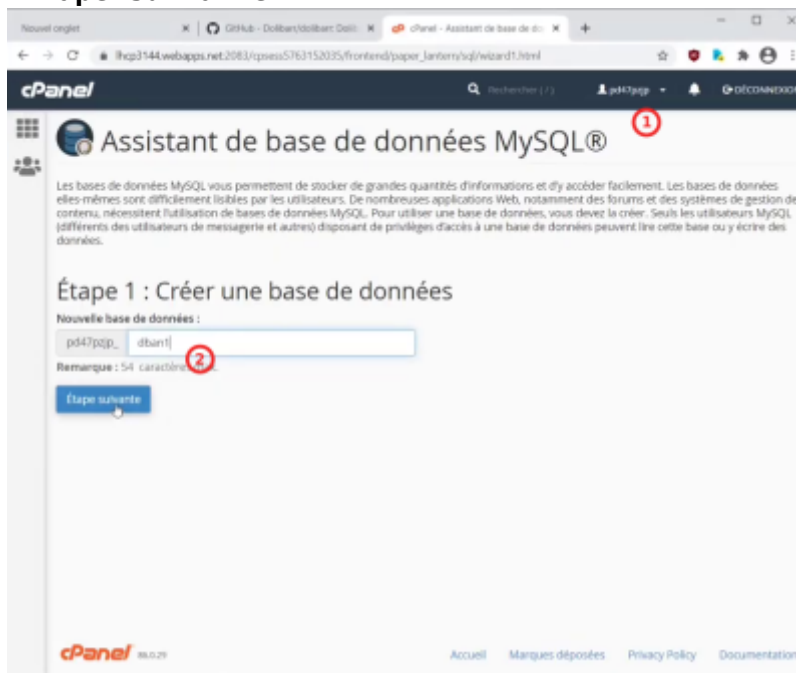 Nouvel onglet
GitHub - Dolibarr/dolibarr: Dolib
cPanel - Assistant de base de do
lhcp3144.webapps.net:2083/cpsess5763152035/frontend/paper_lantern/sql/wizard1.html
cPanel
Rechercher ( / )
pd47pzjp
DÉCONNEXION
1
Assistant de base de données MySQL®
Les bases de données MySQL vous permettent de stocker de grandes quantités d'informations et d'y accéder facilement. Les bases de données
elles-mêmes sont difficilement lisibles par les utilisateurs. De nombreuses applications Web, notamment des forums et des systèmes de gestion de
contenu, nécessitent l'utilisation de bases de données MySQL. Pour utiliser une base de données, vous devez la créer. Seuls les utilisateurs MySQL
(différents des utilisateurs de messagerie et autres) disposant de privilèges d'accès à une base de données peuvent lire cette base ou y écrire des
données.
Étape 1 : Créer une base de données
Nouvelle base de données :
pd47pzjp_ dban1
2
Remarque : 54 caractères
Étape suivante
cPanel 86.0.29
Accueil Marques déposées Privacy Policy Documentation